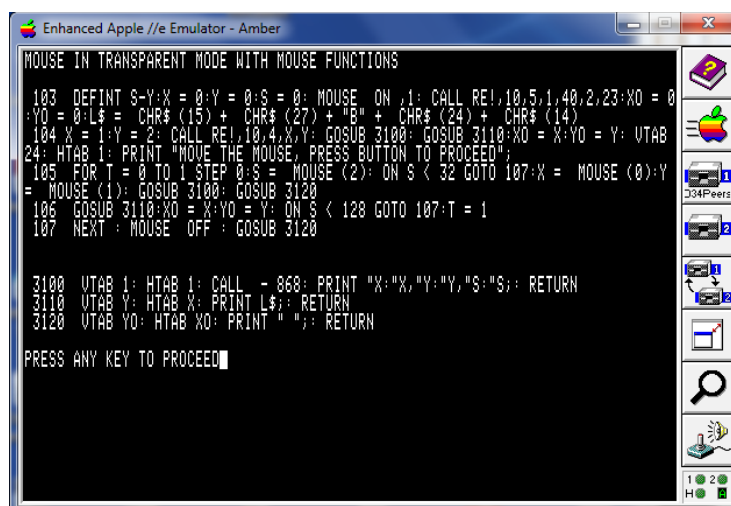 Enhanced Apple //e Emulator - Amber
MOUSE IN TRANSPARENT MODE WITH MOUSE FUNCTIONS
103 DEFINT S-Y:X = 0:Y = 0:S = 0: MOUSE ON ,1: CALL RE!,10,5,1,40,2,23:XO = 0
:YO = 0:L$ = CHR$ (15) + CHR$ (27) + "B" + CHR$ (24) + CHR$ (14)
104 X = 1:Y = 2: CALL RE!,10,4,X,Y: GOSUB 3100: GOSUB 3110:XO = X:YO = Y: VTAB
24: HTAB 1: PRINT "MOVE THE MOUSE, PRESS BUTTON TO PROCEED";
105 FOR T = 0 TO 1 STEP 0:S = MOUSE (2): ON S < 32 GOTO 107:X = MOUSE (0):Y
= MOUSE (1): GOSUB 3100: GOSUB 3120
106 GOSUB 3110:XO = X:YO = Y: ON S < 128 GOTO 107:T = 1
107 NEXT : MOUSE OFF : GOSUB 3120
3100 VTAB 1: HTAB 1: CALL - 868: PRINT "X:"X,"Y:"Y,"S:"S;: RETURN
3110 VTAB Y: HTAB X: PRINT L$;: RETURN
3120 VTAB YO: HTAB XO: PRINT " ";: RETURN
PRESS ANY KEY TO PROCEED
1
D34Peers
2
1
2
1 2
H A